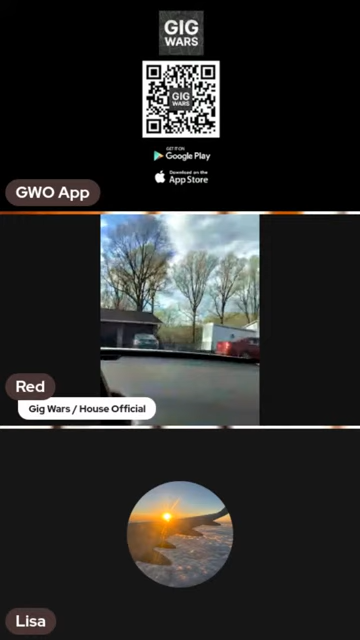 GIG
WARS
GIG
WARS
GET IT ON
Google Play
Download on the
App Store
GWO App
Red
Gig Wars / House Official
Lisa